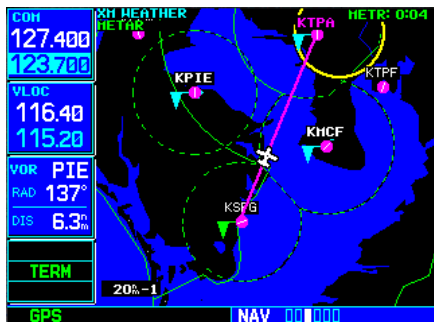 COM
127.400
123.700
VLOC
116.40
115.20
VOR PIE
RAD 137°
DIS 6.3nm
TERM
GPS
XM WEATHER
METAR
METR: 0:04
KTPA
KPIE
KTPF
KMCF
KSPG
20nm-1
NAV